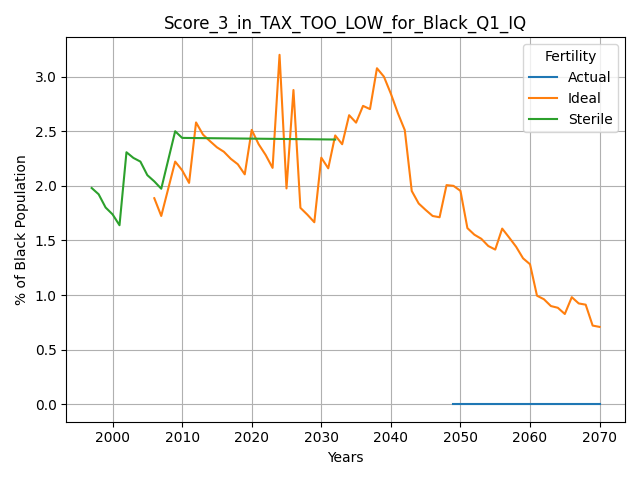 Score_3_in_TAX_TOO_LOW_for_Black_Q1_IQ
Fertility
Actual
Ideal
Sterile
% of Black Population
3.0
2.5
2.0
1.5
1.0
0.5
0.0
2000 2010 2020 2030 2040 2050 2060 2070
Years